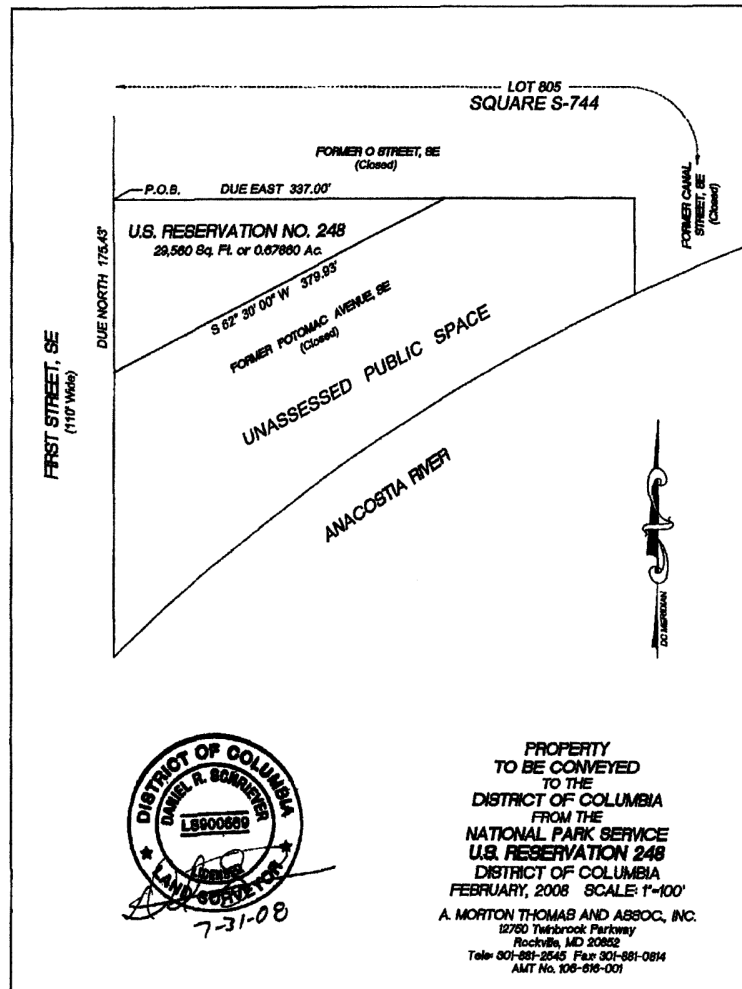 LOT 805
SQUARE S-744
FORMER O STREET, SE
(Closed)
FORMER CANAL
STREET, SE
(Closed)
P.O.B. DUE EAST 337.00'
U.S. RESERVATION NO. 248
29,560 Sq. Ft. or 0.67860 Ac.
DUE NORTH 175.43'
S 62° 30' 00" W 379.93'
FORMER POTOMAC AVENUE, SE
(Closed)
FIRST STREET, SE
(110' Wide)
UNASSESSED PUBLIC SPACE
ANACOSTIA RIVER
DC MERIDIAN
DISTRICT OF COLUMBIA
DANIEL R. SCHRIEVER
LS900669
LICENSED
LAND SURVEYOR
7-31-08
PROPERTY
TO BE CONVEYED
TO THE
DISTRICT OF COLUMBIA
FROM THE
NATIONAL PARK SERVICE
U.S. RESERVATION 248
DISTRICT OF COLUMBIA
FEBRUARY, 2008 SCALE: 1"=100'
A. MORTON THOMAS AND ASSOC., INC.
12750 Twinbrook Parkway
Rockville, MD 20852
Tele: 301-881-2545 Fax: 301-881-0814
AMT No. 106-616-001